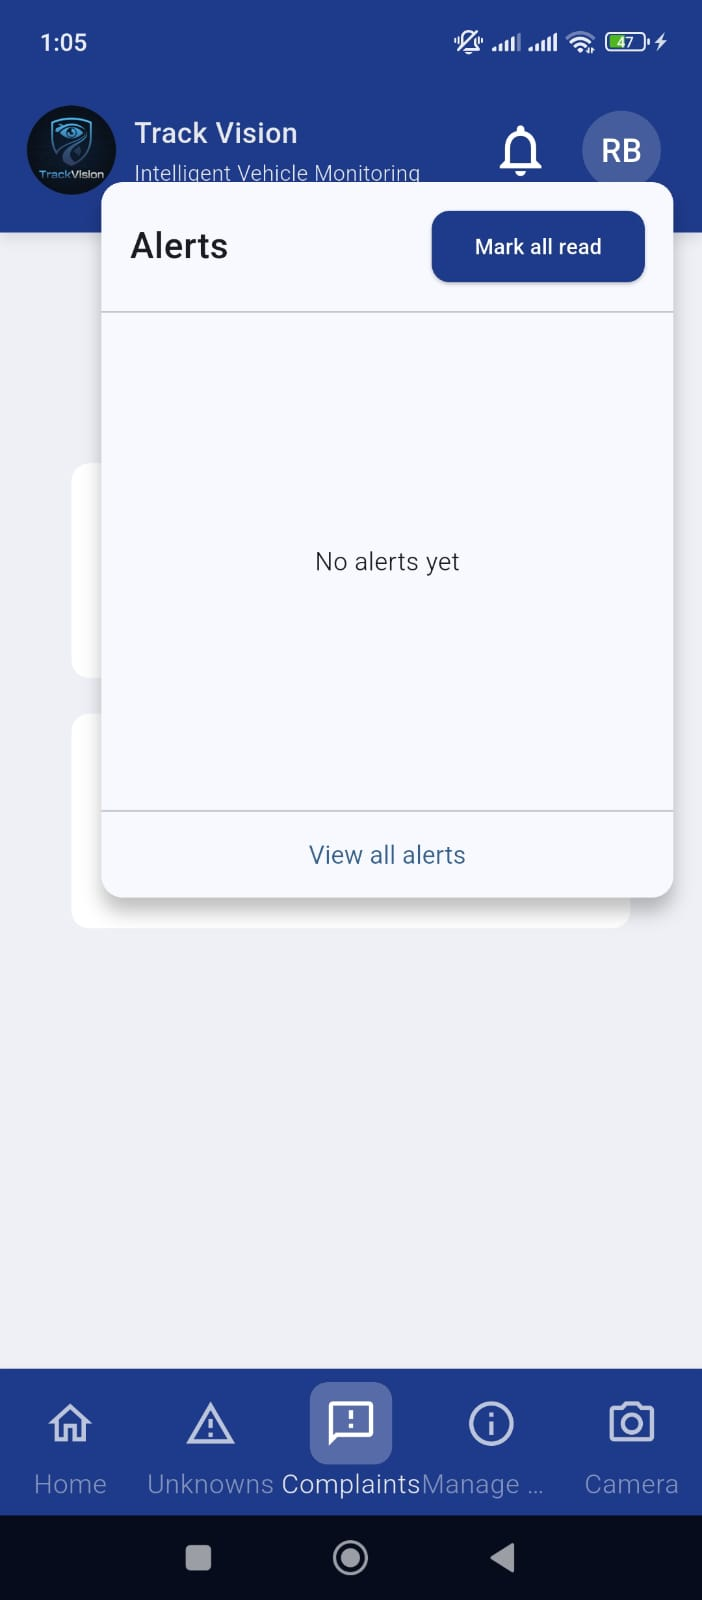 1:05
47
TrackVision
Track Vision
Intelligent Vehicle Monitoring
RB
Alerts
Mark all read
No alerts yet
View all alerts
Home
Unknowns
Complaints
Manage ...
Camera